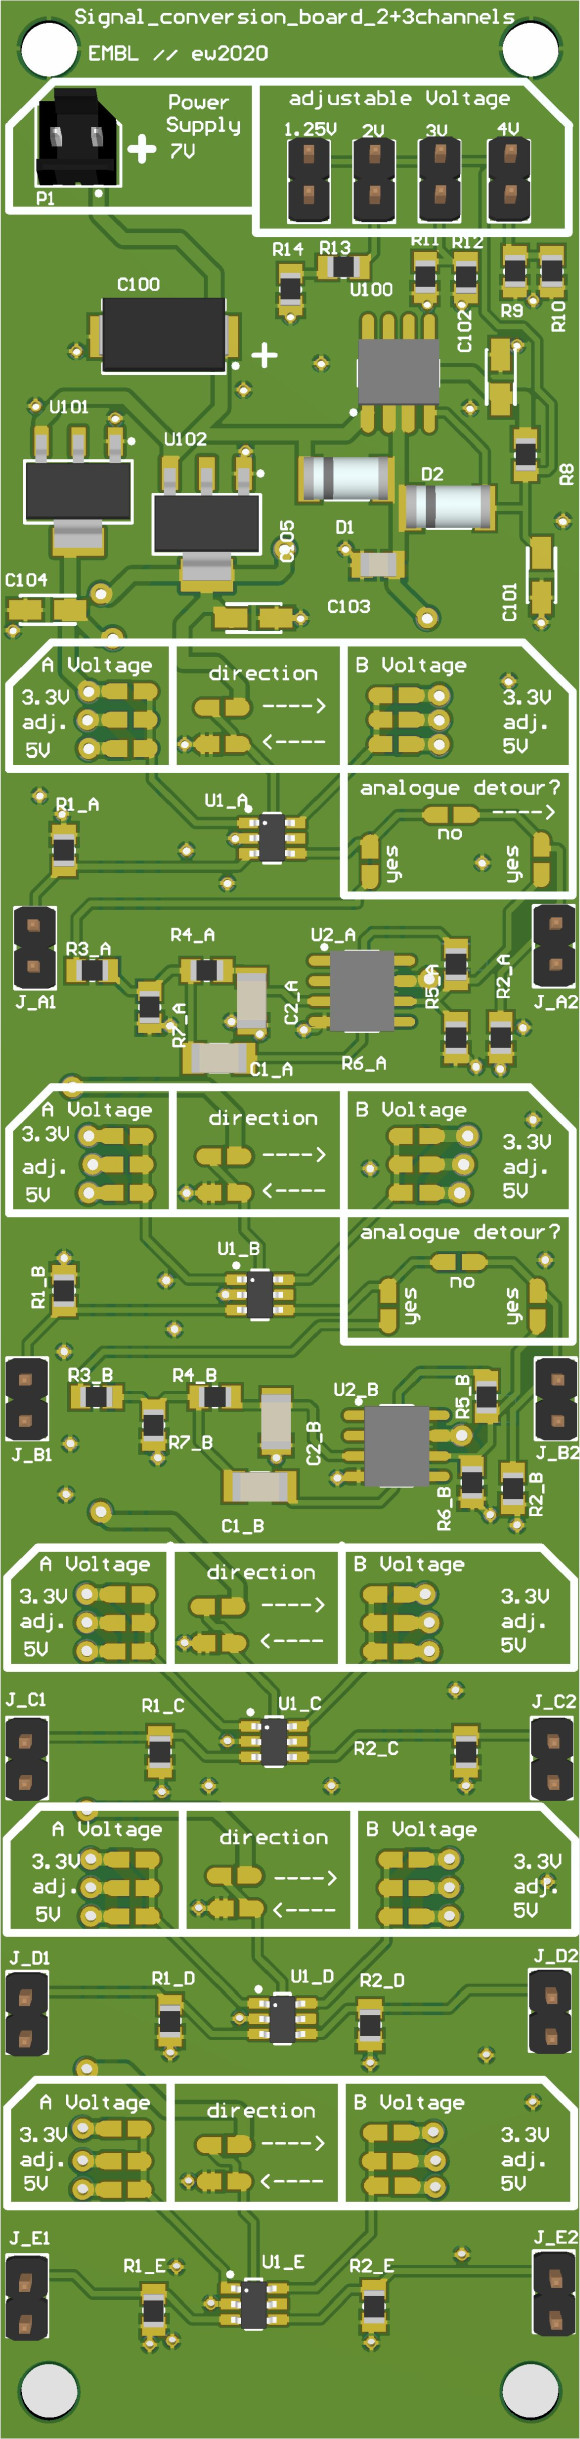 Signal_conversion_board_2+3channels
EMBL // ew2020
Power
Supply
7V
P1
adjustable Voltage
1.25V 2V 3V 4V
R14 R13 R11 R12
U100
R9 R10
C100
C102
U101
U102
R8
D2
D1
C105
C104
C103
C101
A Voltage direction B Voltage
3.3V ----> 3.3V
adj. adj.
5V <---- 5V
analogue detour?
---->
no
yes yes
R1_A
U1_A
J_A1
J_A2
R3_A R4_A U2_A
R7_A
C2_A
R5_A
R2_A
C1_A
R6_A
A Voltage direction B Voltage
3.3V ----> 3.3V
adj. adj.
5V <---- 5V
analogue detour?
no
yes yes
R1_B
U1_B
J_B1
J_B2
R3_B R4_B U2_B
R5_B
R7_B
C2_B
C1_B
R6_B
R2_B
A Voltage direction B Voltage
3.3V ----> 3.3V
adj. adj.
5V <---- 5V
J_C1 R1_C U1_C J_C2
R2_C
A Voltage direction B Voltage
3.3V ----> 3.3V
adj. adj.
5V <---- 5V
J_D1 R1_D U1_D R2_D J_D2
A Voltage direction B Voltage
3.3V ----> 3.3V
adj. adj.
5V <---- 5V
J_E1 R1_E U1_E R2_E J_E2